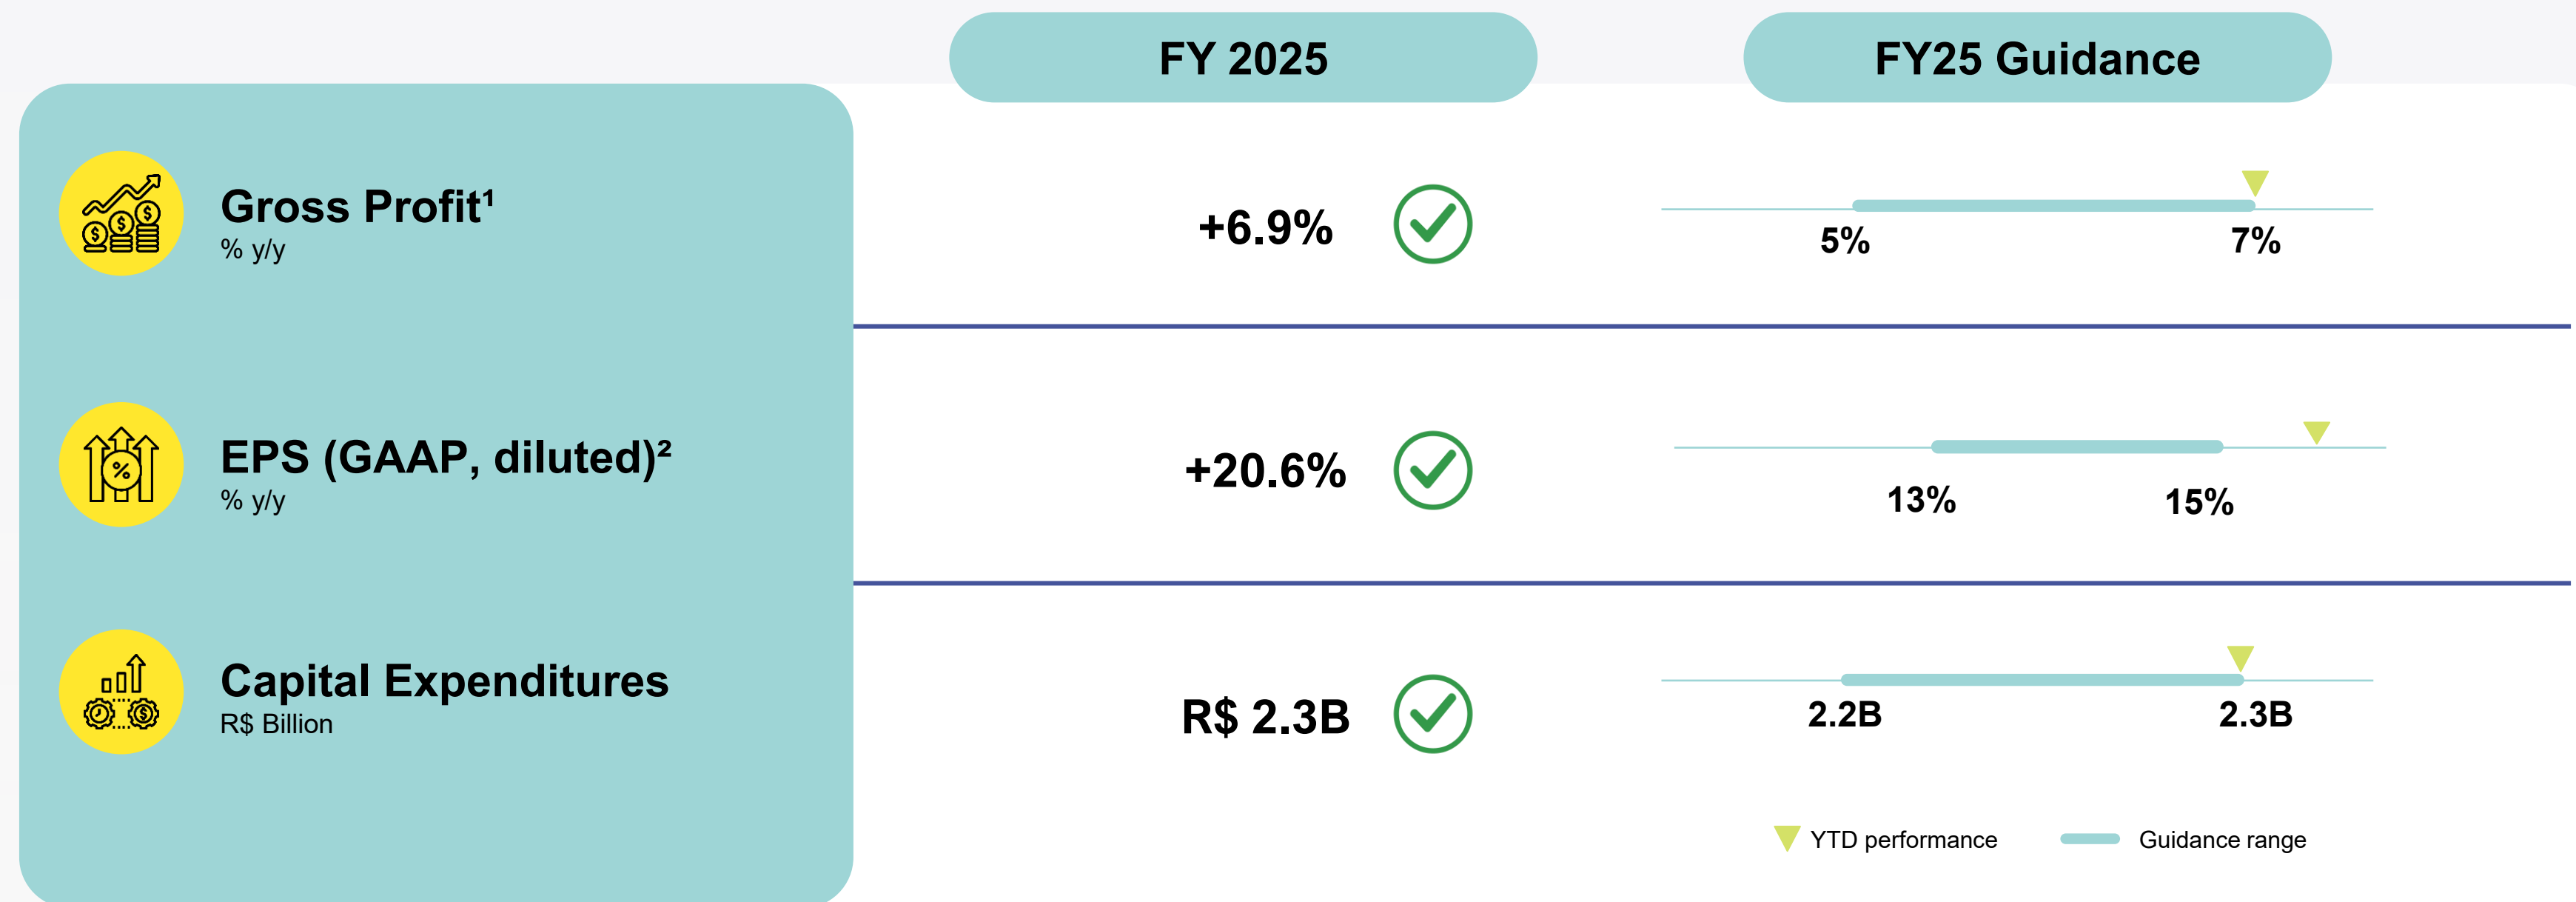 FY 2025
FY25 Guidance
Gross Profit¹
% y/y
+6.9%
5%
7%
EPS (GAAP, diluted)²
% y/y
+20.6%
13%
15%
Capital Expenditures
R$ Billion
R$ 2.3B
2.2B
2.3B
YTD performance
Guidance range